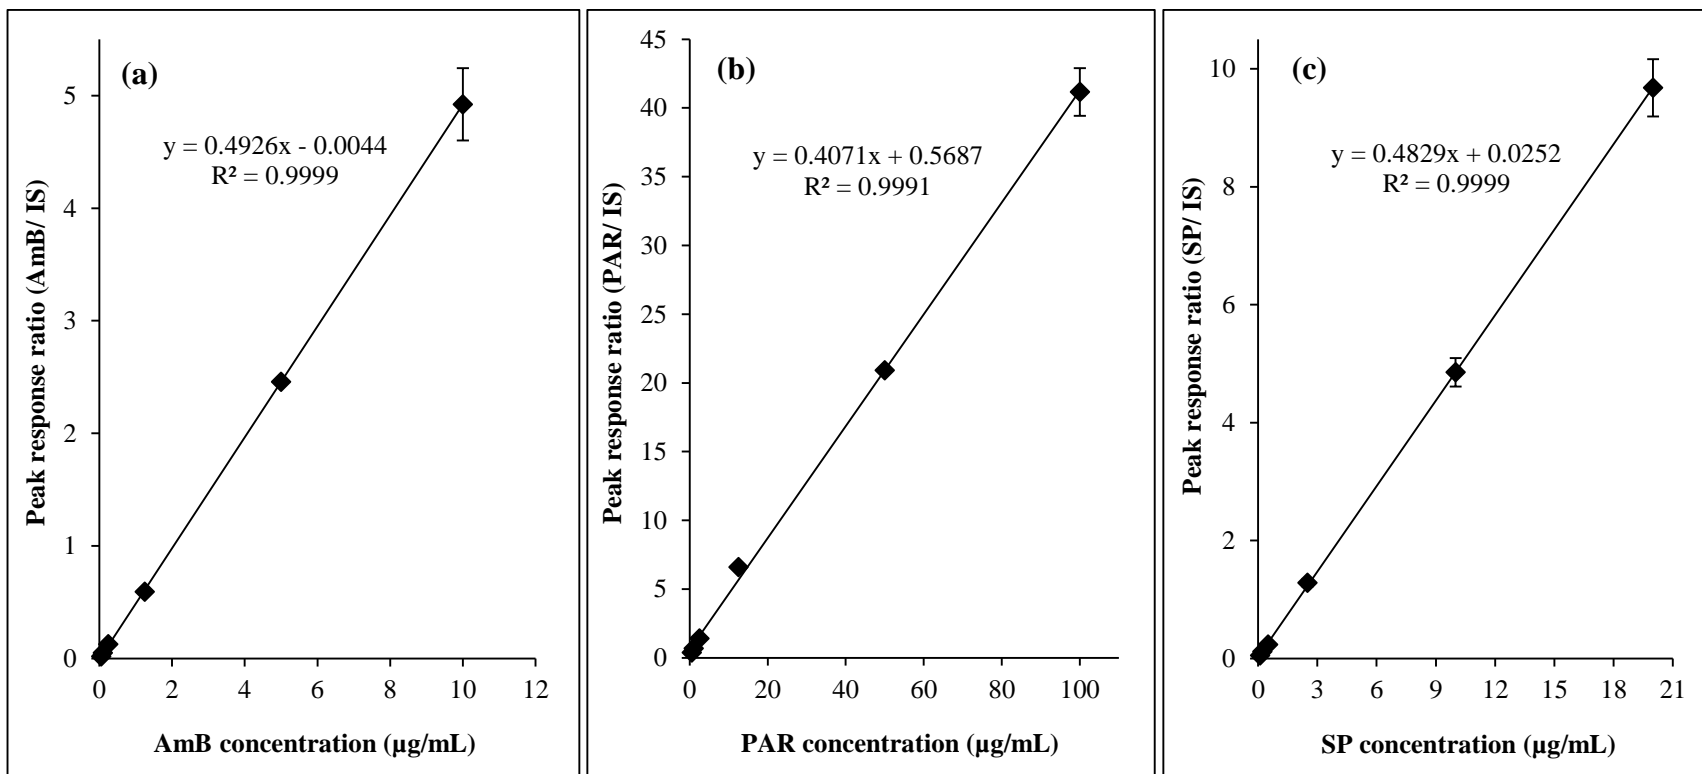 (a)
y = 0.4926x - 0.0044
R² = 0.9999
Peak response ratio (AmB/ IS)
5
4
3
2
1
0
0 2 4 6 8 10 12
AmB concentration (µg/mL)
(b)
y = 0.4071x + 0.5687
R² = 0.9991
Peak response ratio (PAR/ IS)
45
40
35
30
25
20
15
10
5
0
0 20 40 60 80 100
PAR concentration (µg/mL)
(c)
y = 0.4829x + 0.0252
R² = 0.9999
Peak response ratio (SP/ IS)
10
8
6
4
2
0
0 3 6 9 12 15 18 21
SP concentration (µg/mL)